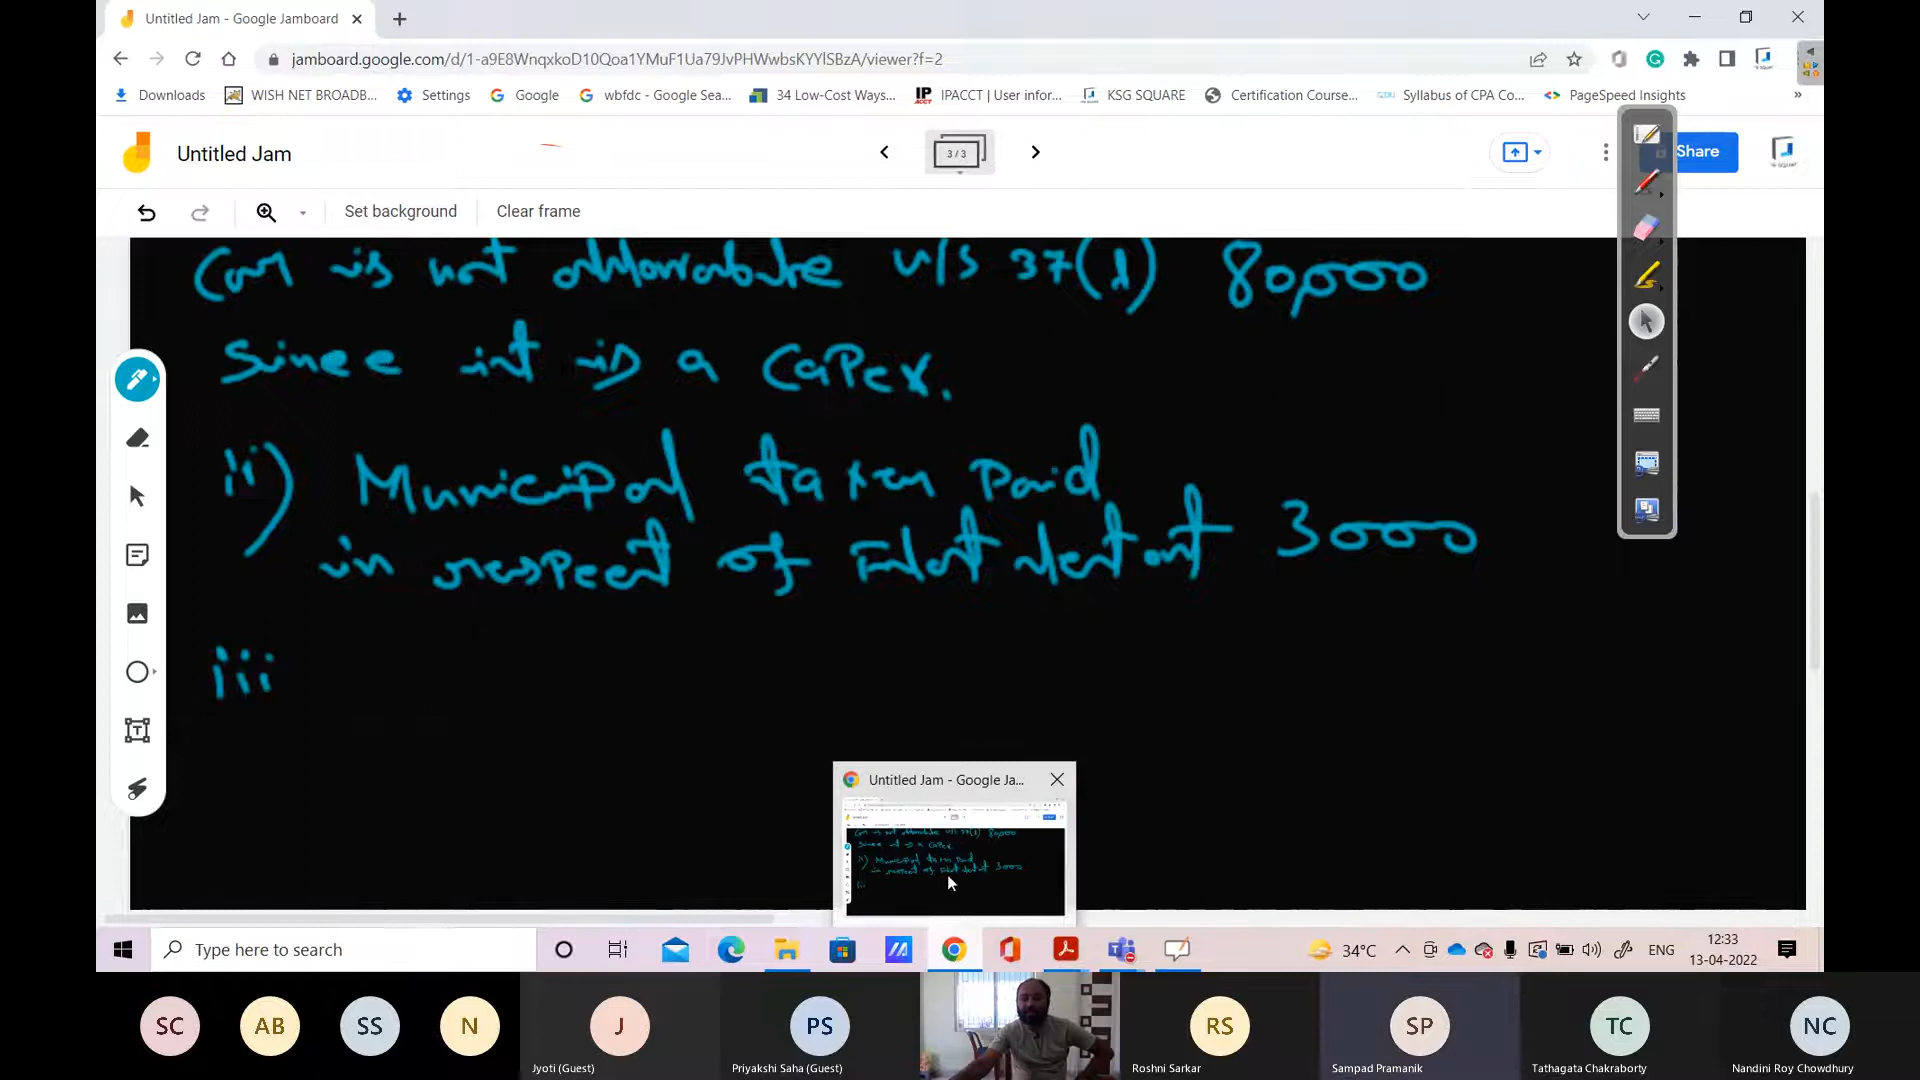 Untitled Jam - Google Jamboard
jamboard.google.com/d/1-a9E8WnqxkoD10Qoa1YMuF1Ua79JvPHWwbsKYYlSBzA/viewer?f=2
Downloads WISH NET BROADB... Settings Google wbfdc - Google Sea... 34 Low-Cost Ways... IPACCT | User infor... KSG SQUARE Certification Course... Syllabus of CPA Co... PageSpeed Insights »
Untitled Jam 3 / 3 Share
Set background Clear frame
Car is not allowable u/s 37(1) 80,000
Since int is a CaPex.
ii) Municipal taxes Paid
in respect of Flat let out 3000
iii
Untitled Jam - Google Ja...
Type here to search 34°C ENG 12:33
13-04-2022
SC AB SS N J PS RS SP TC NC
Jyoti (Guest) Priyakshi Saha (Guest) Roshni Sarkar Sampad Pramanik Tathagata Chakraborty Nandini Roy Chowdhury